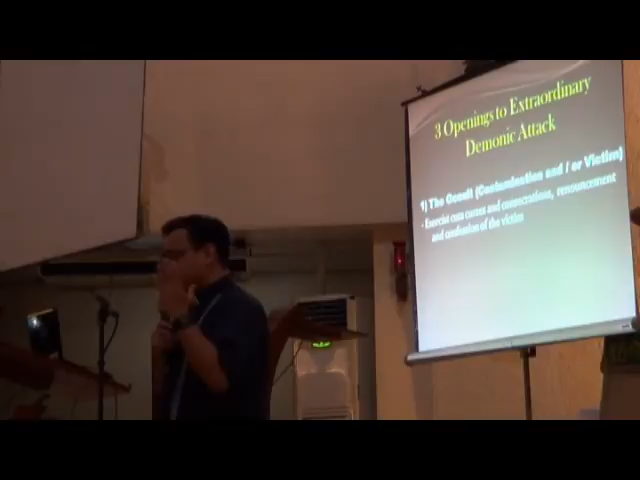 3 Openings to Extraordinary
Demonic Attack
1) The Occult (Contamination and / or Victim)
- Exorcist cuts curses and consecrations, renouncement
and confession of the victim